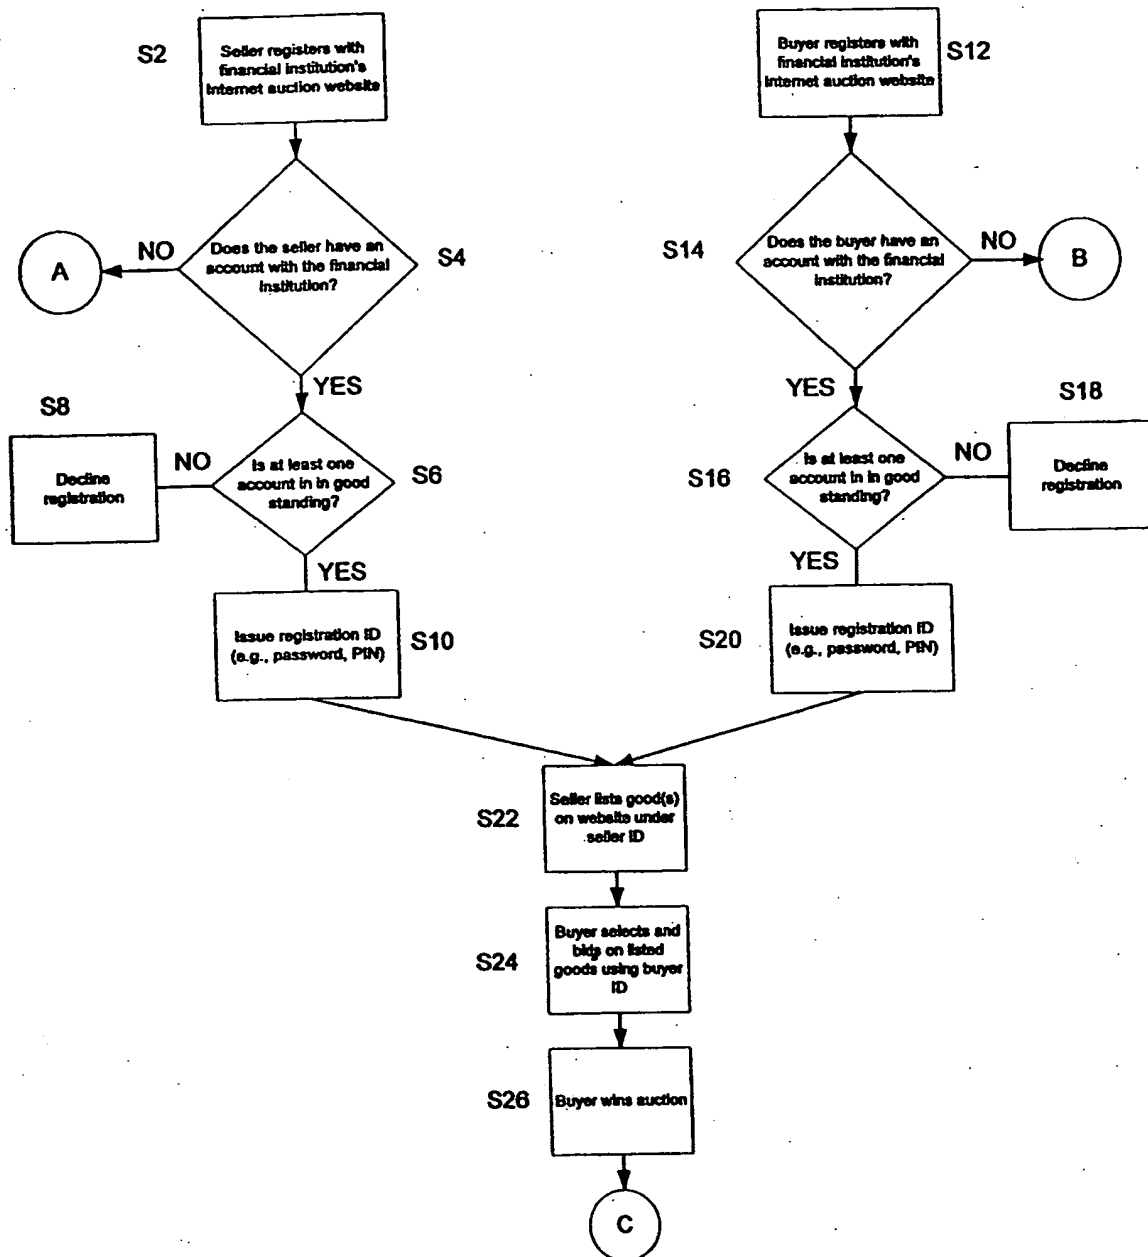 S2
Seller registers with
financial institution's
Internet auction website
Buyer registers with
financial institution's
Internet auction website
S12
A
NO
Does the seller have an
account with the financial
institution?
S4
S14
Does the buyer have an
account with the financial
institution?
NO
B
YES
YES
S8
Decline
registration
NO
Is at least one
account in in good
standing?
S6
S16
Is at least one
account in in good
standing?
NO
S18
Decline
registration
YES
YES
Issue registration ID
(e.g., password, PIN)
S10
S20
Issue registration ID
(e.g., password, PIN)
S22
Seller lists good(s)
on website under
seller ID
S24
Buyer selects and
bids on listed
goods using buyer
ID
S26
Buyer wins auction
C